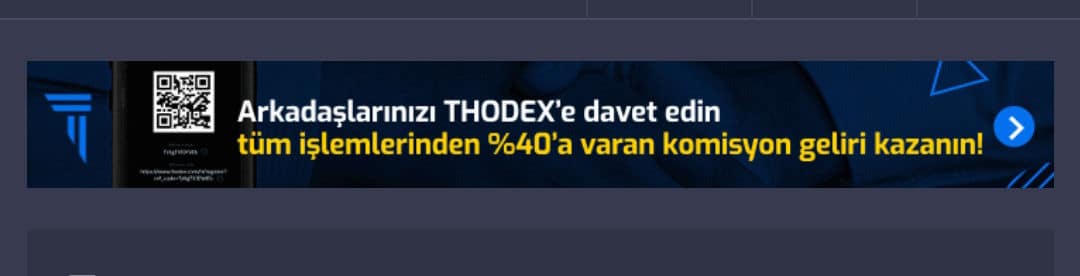 Arkadaşlarınızı THODEX'e davet edin
tüm işlemlerinden %40'a varan komisyon geliri kazanın!